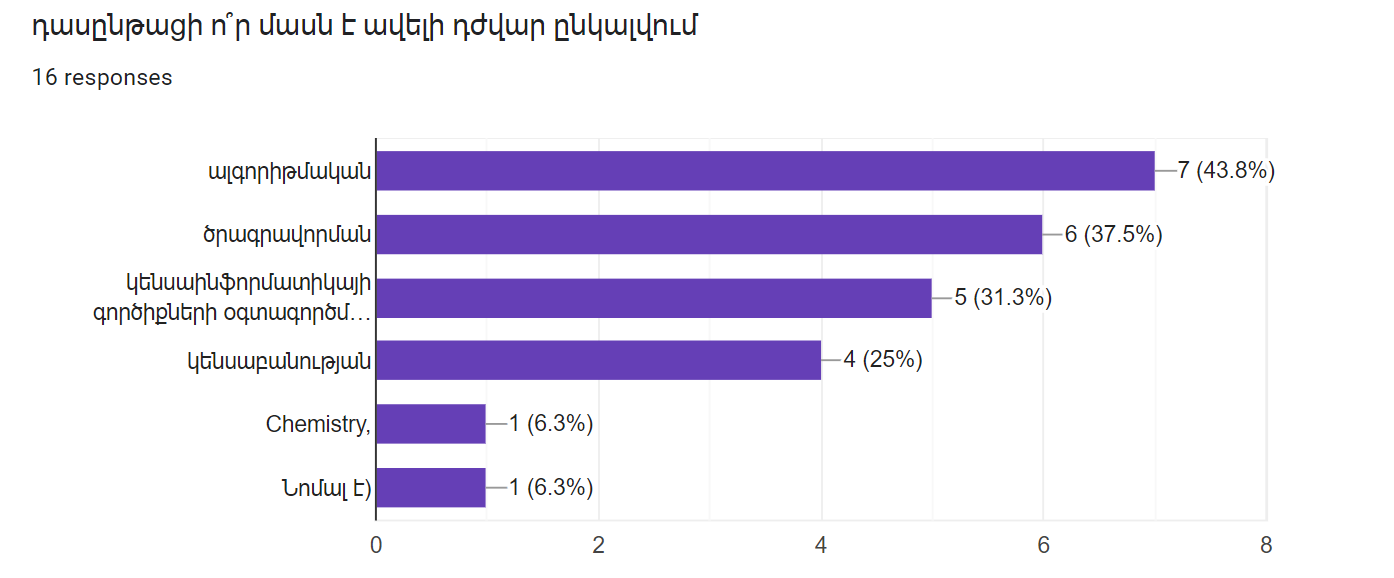 դասընթացի ո՞ր մասն է ավելի դժվար ընկալվում
16 responses
ալգորիթմական
7 (43.8%)
ծրագրավորման
6 (37.5%)
կենսաինֆորմատիկայի
գործիքների օգտագործմ…
5 (31.3%)
կենսաբանության
4 (25%)
Chemistry,
1 (6.3%)
Նոմալ է)
1 (6.3%)
0 2 4 6 8